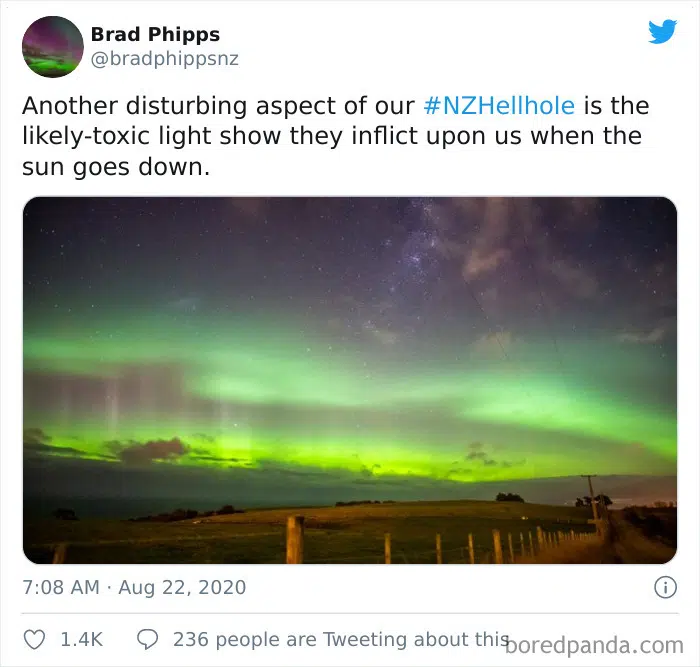 Brad Phipps
@bradphippsnz
Another disturbing aspect of our #NZHellhole is the
likely-toxic light show they inflict upon us when the
sun goes down.
7:08 AM · Aug 22, 2020
1.4K 236 people are Tweeting about this
boredpanda.com